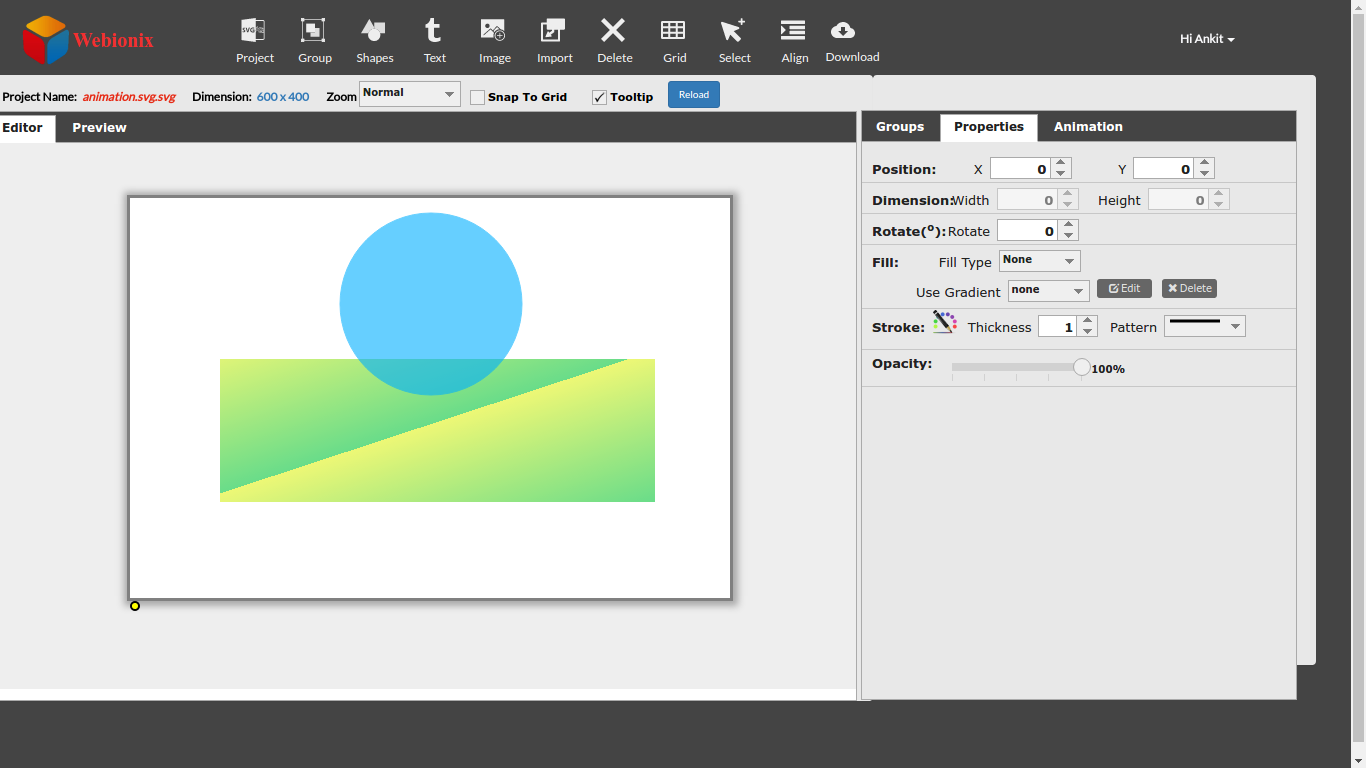 Webionix
SVG
Project Group Shapes Text Image Import Delete Grid Select Align Download
Hi Ankit
Project Name: animation.svg.svg Dimension: 600 x 400 Zoom Normal Snap To Grid Tooltip Reload
Editor Preview
Groups Properties Animation
Position: X 0 Y 0
Dimension: Width 0 Height 0
Rotate(º): Rotate 0
Fill: Fill Type None
Use Gradient none Edit Delete
Stroke: Thickness 1 Pattern
Opacity: 100%